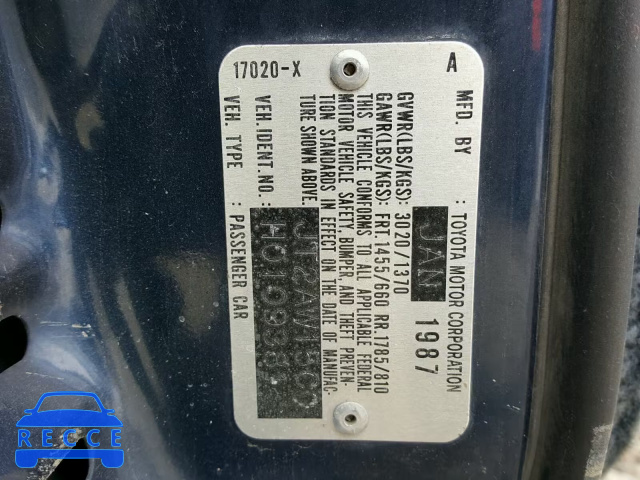 MFD. BY : TOYOTA MOTOR CORPORATION
A
JAN 1987
GVWR(LBS/KGS): 3020/1370
GAWR(LBS/KGS): FRT. 1455/660 RR. 1785/810
THIS VEHICLE CONFORMS TO ALL APPLICABLE FEDERAL
MOTOR VEHICLE SAFETY, BUMPER, AND THEFT PREVEN-
TION STANDARDS IN EFFECT ON THE DATE OF MANUFAC-
TURE SHOWN ABOVE.
VEH. IDENT. NO. :
VEH. TYPE : PASSENGER CAR
17020-X
RECCE